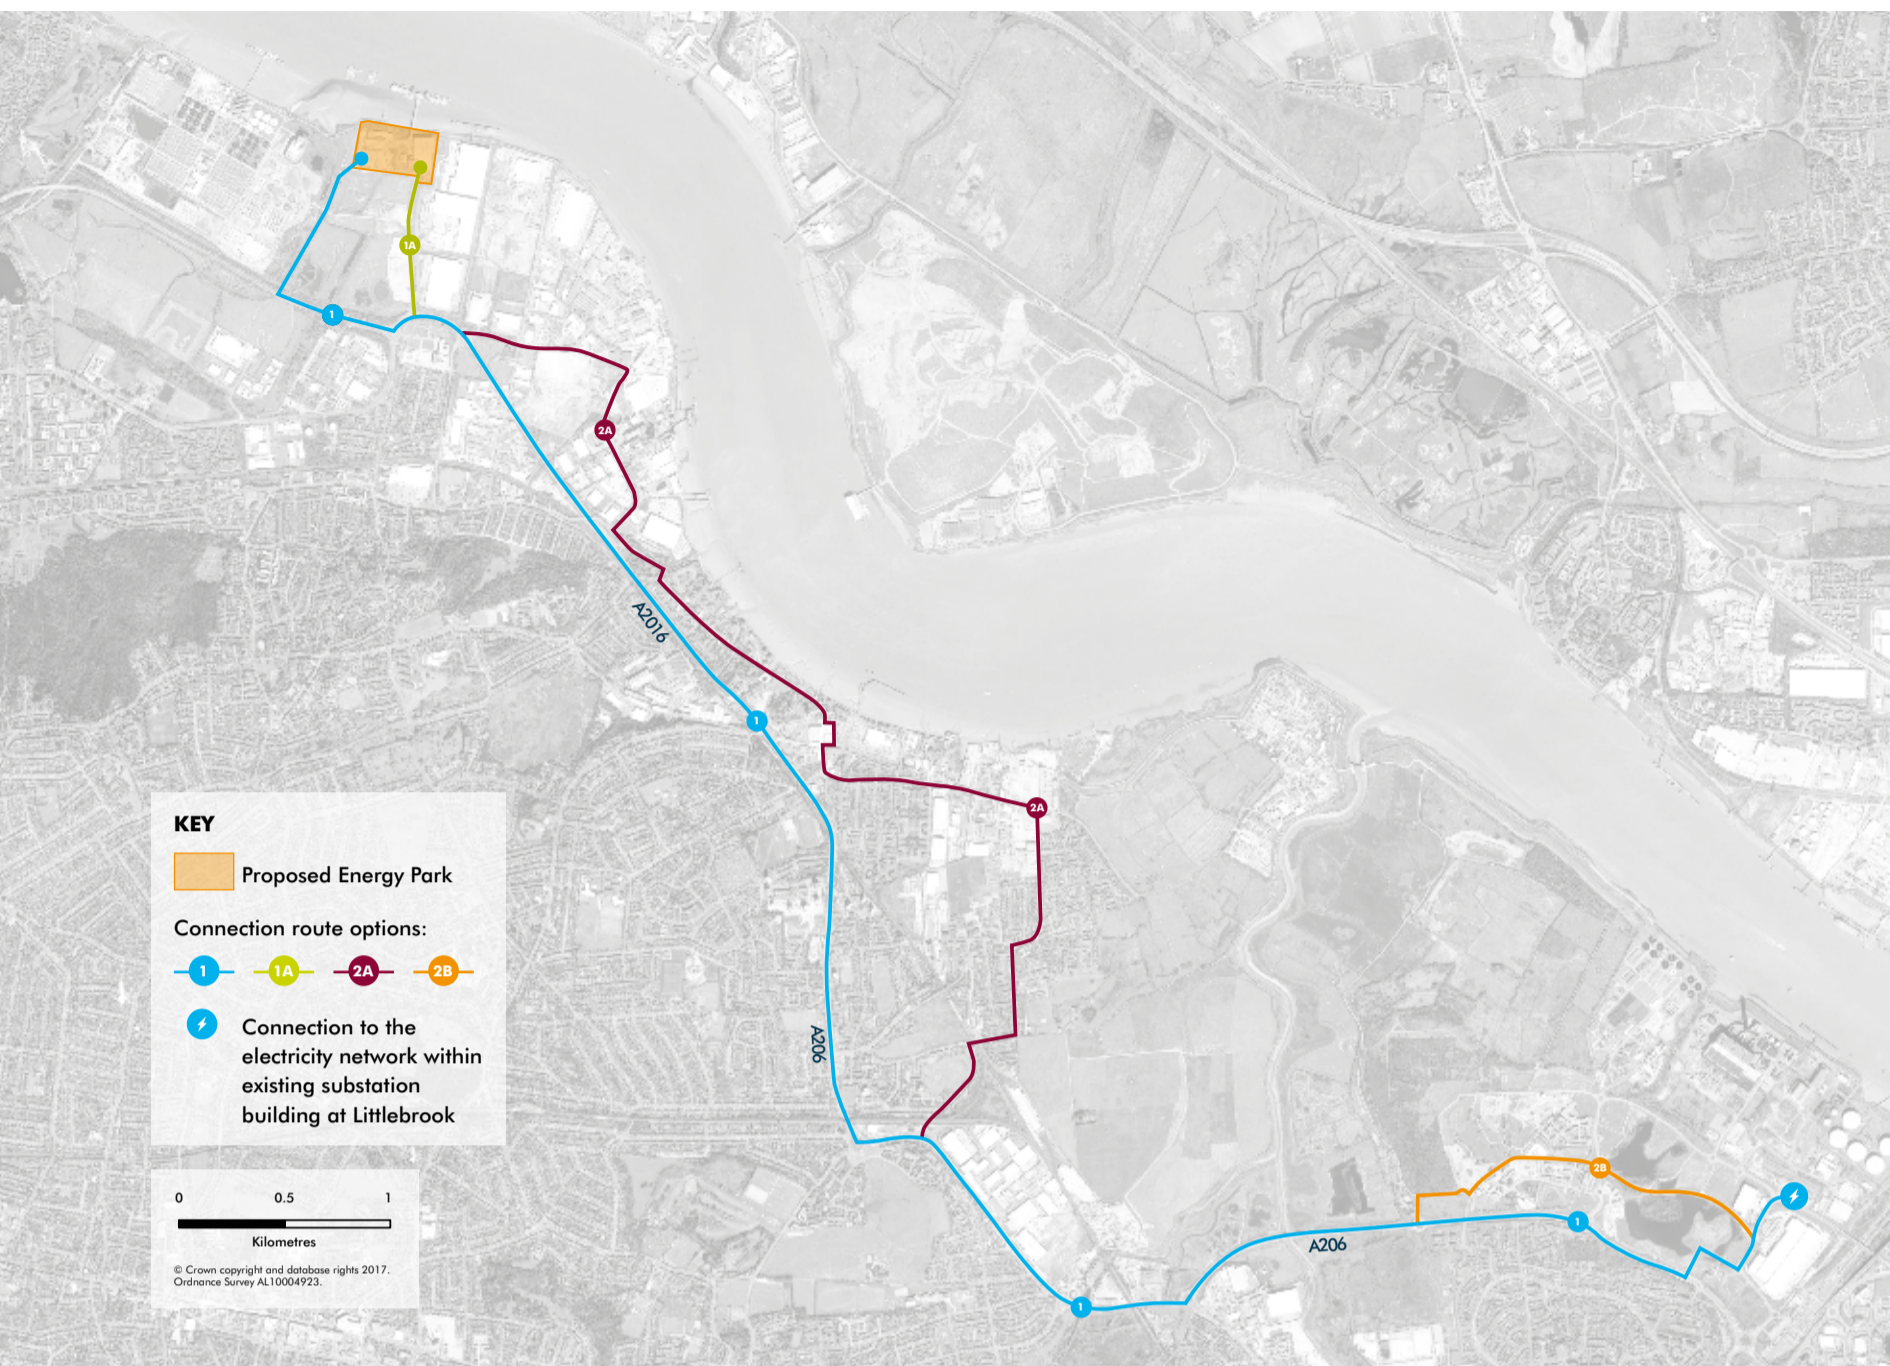 1A
1
2A
A2016
1
2A
KEY
Proposed Energy Park
Connection route options:
1 1A 2A 2B
Connection to the
electricity network within
existing substation
building at Littlebrook
A206
2B
1
A206
1
0 0.5 1
Kilometres
© Crown copyright and database rights 2017.
Ordnance Survey AL10004923.